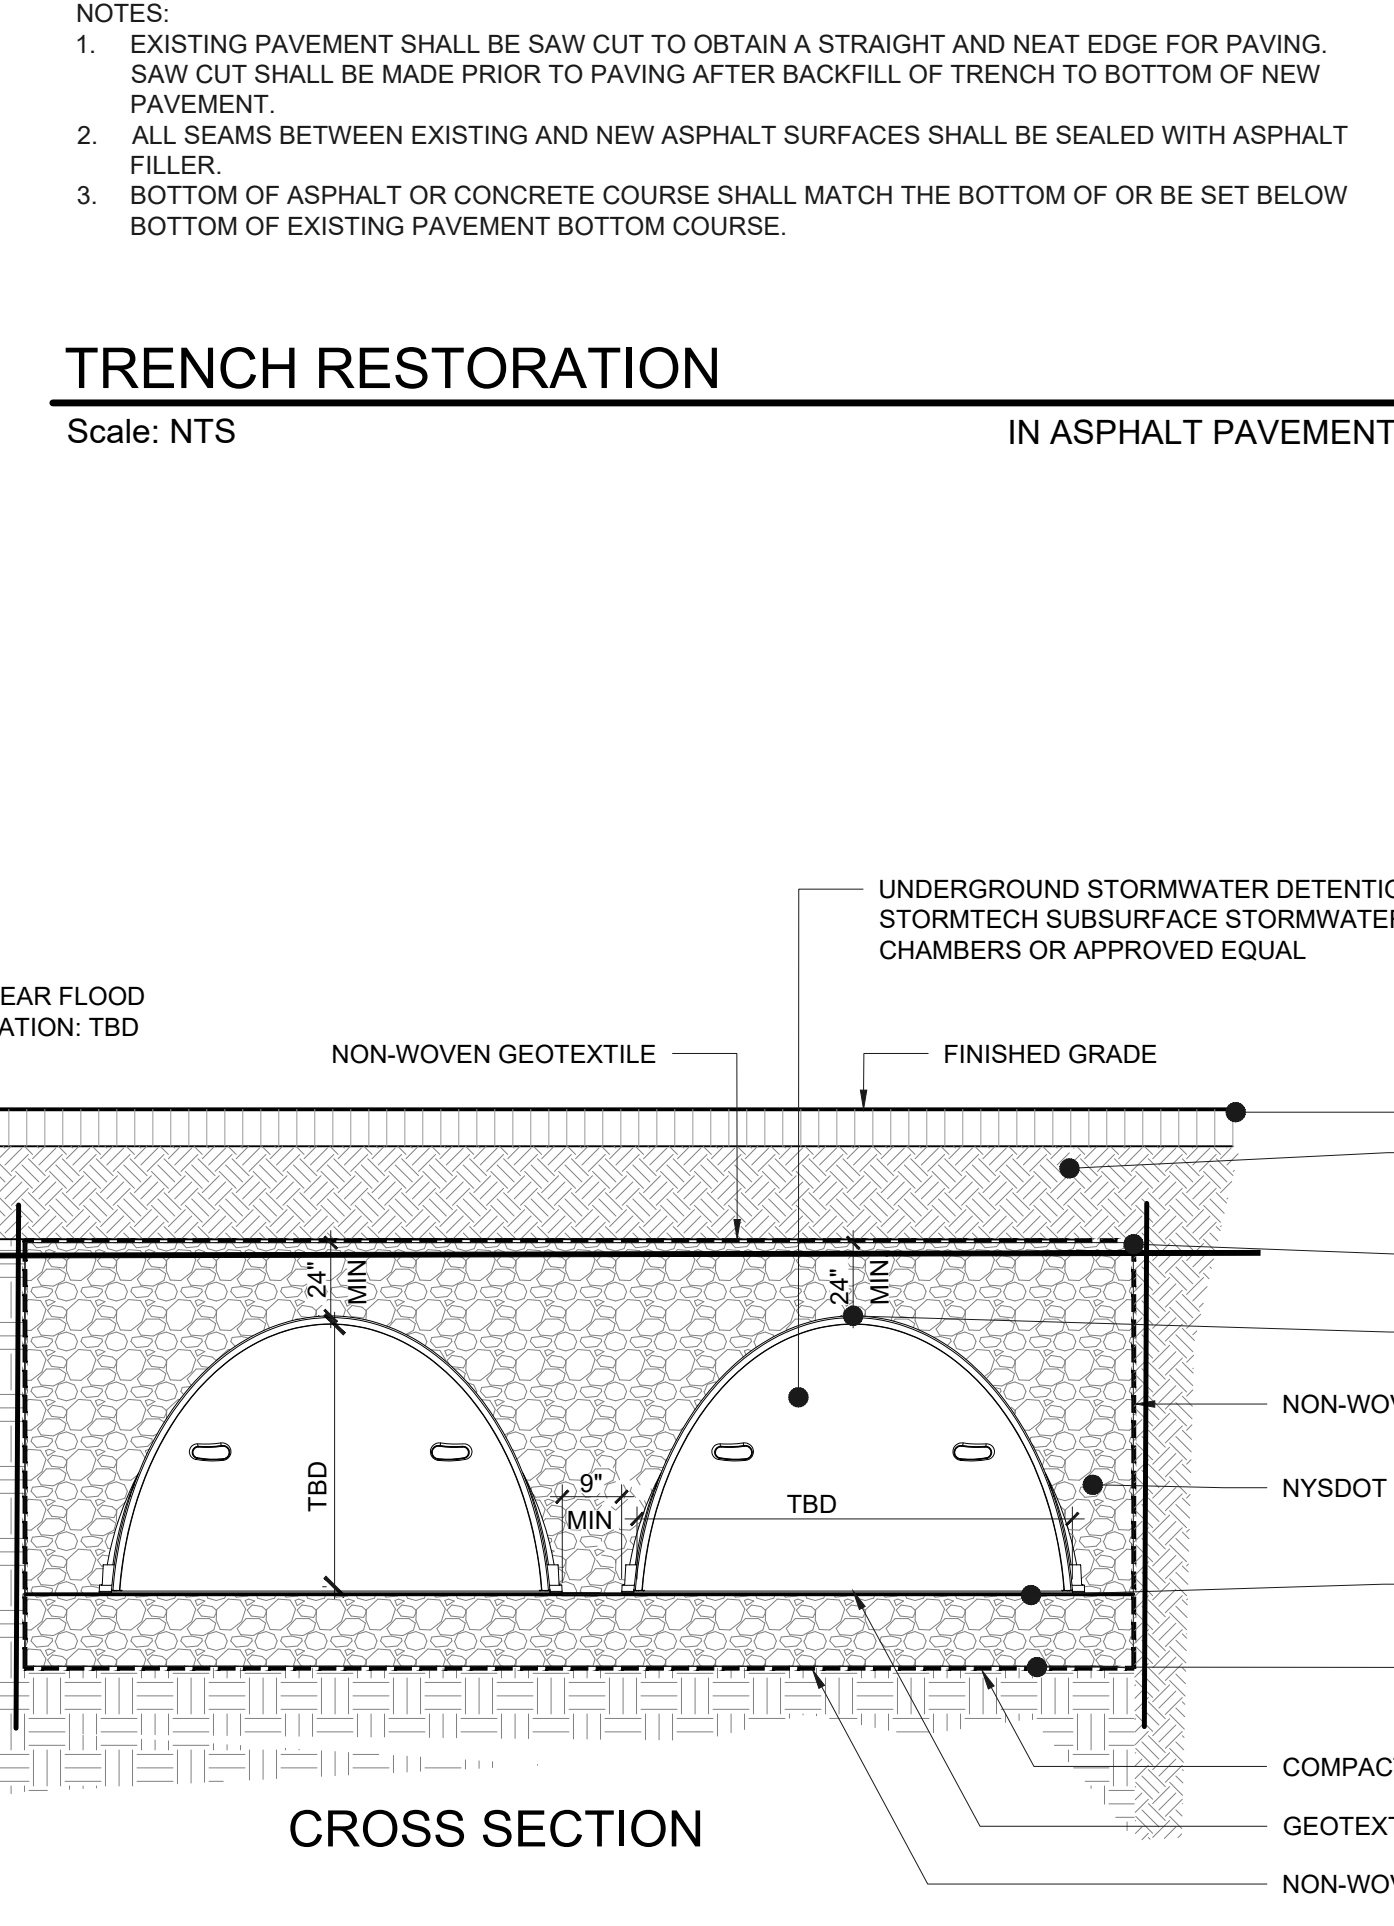 NOTES:
1. EXISTING PAVEMENT SHALL BE SAW CUT TO OBTAIN A STRAIGHT AND NEAT EDGE FOR PAVING.
SAW CUT SHALL BE MADE PRIOR TO PAVING AFTER BACKFILL OF TRENCH TO BOTTOM OF NEW
PAVEMENT.
2. ALL SEAMS BETWEEN EXISTING AND NEW ASPHALT SURFACES SHALL BE SEALED WITH ASPHALT
FILLER.
3. BOTTOM OF ASPHALT OR CONCRETE COURSE SHALL MATCH THE BOTTOM OF OR BE SET BELOW
BOTTOM OF EXISTING PAVEMENT BOTTOM COURSE.
TRENCH RESTORATION
Scale: NTS
IN ASPHALT PAVEMENT
UNDERGROUND STORMWATER DETENTIO
STORMTECH SUBSURFACE STORMWATER
CHAMBERS OR APPROVED EQUAL
EAR FLOOD
ATION: TBD
NON-WOVEN GEOTEXTILE
FINISHED GRADE
24"
MIN
24"
MIN
NON-WOV
TBD
9"
MIN
TBD
NYSDOT
COMPACT
CROSS SECTION
GEOTEXT
NON-WOV